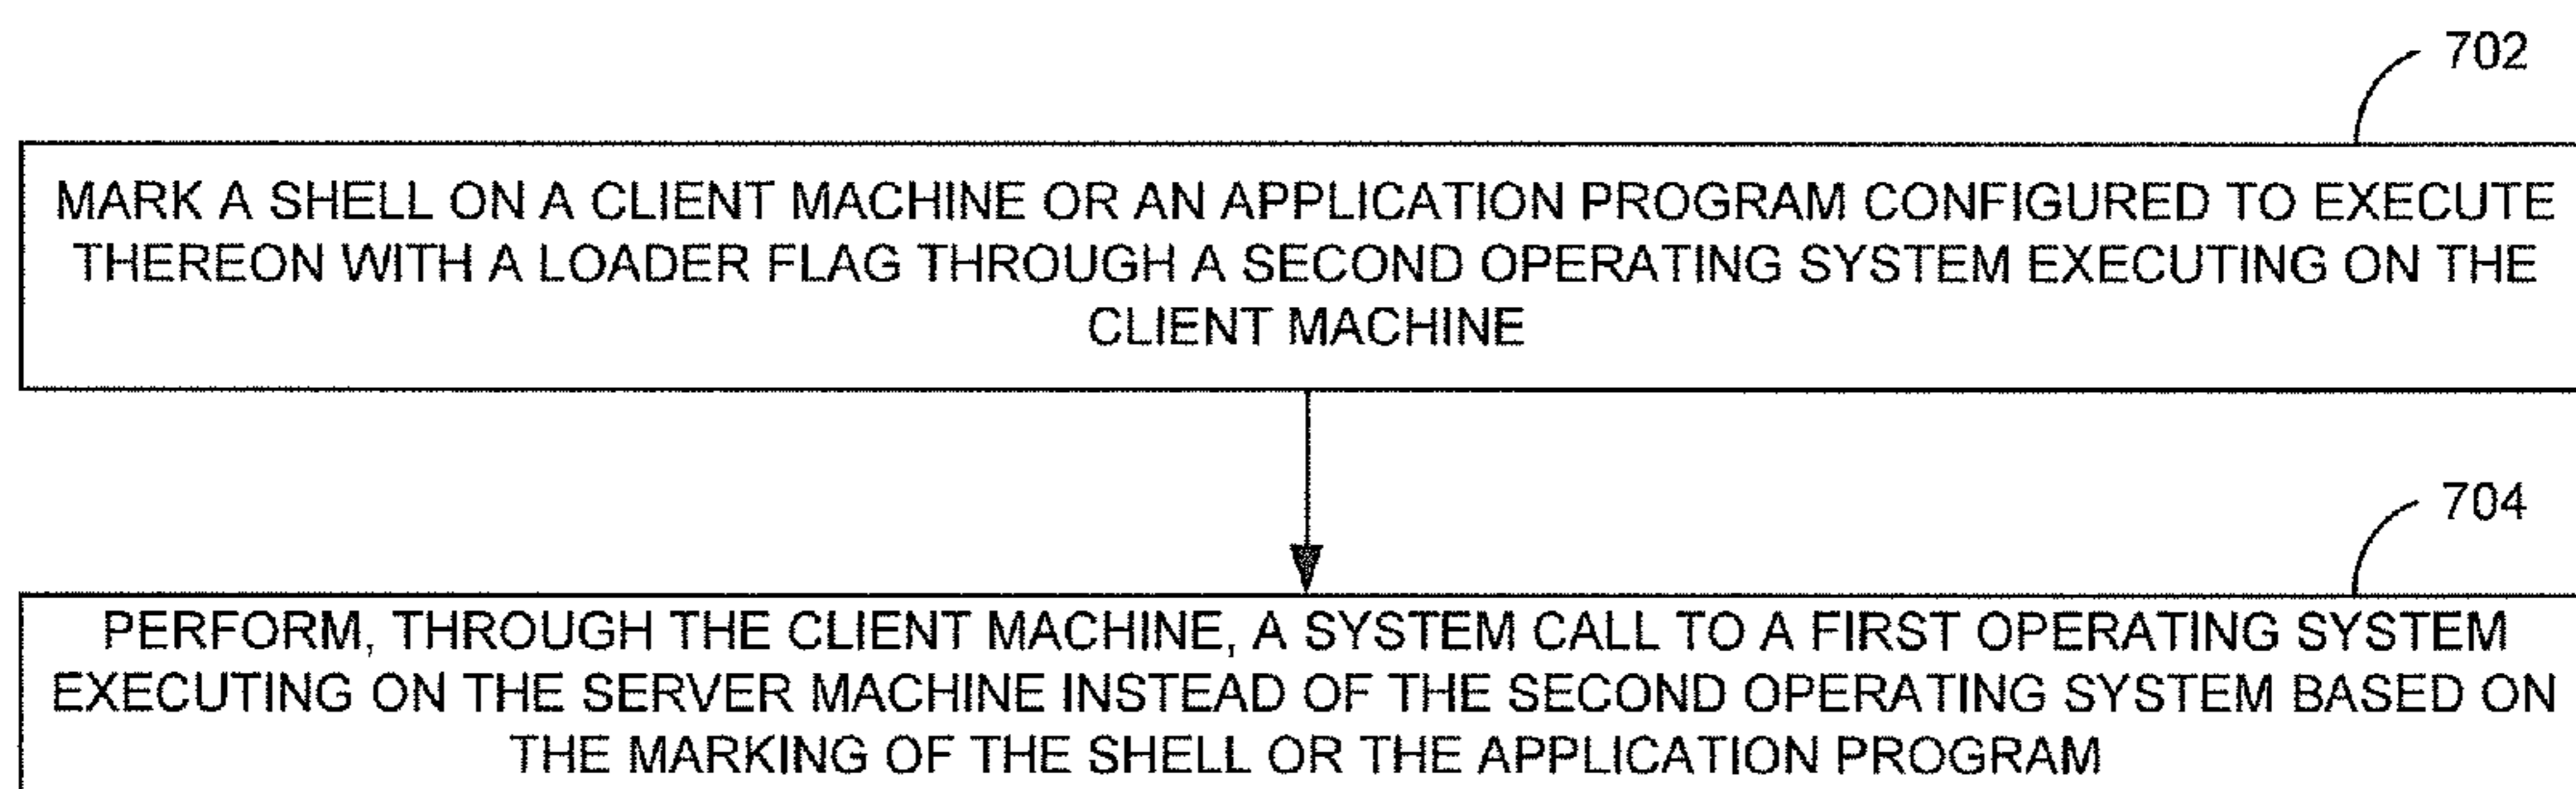 702
MARK A SHELL ON A CLIENT MACHINE OR AN APPLICATION PROGRAM CONFIGURED TO EXECUTE
THEREON WITH A LOADER FLAG THROUGH A SECOND OPERATING SYSTEM EXECUTING ON THE
CLIENT MACHINE
704
PERFORM, THROUGH THE CLIENT MACHINE, A SYSTEM CALL TO A FIRST OPERATING SYSTEM
EXECUTING ON THE SERVER MACHINE INSTEAD OF THE SECOND OPERATING SYSTEM BASED ON
THE MARKING OF THE SHELL OR THE APPLICATION PROGRAM